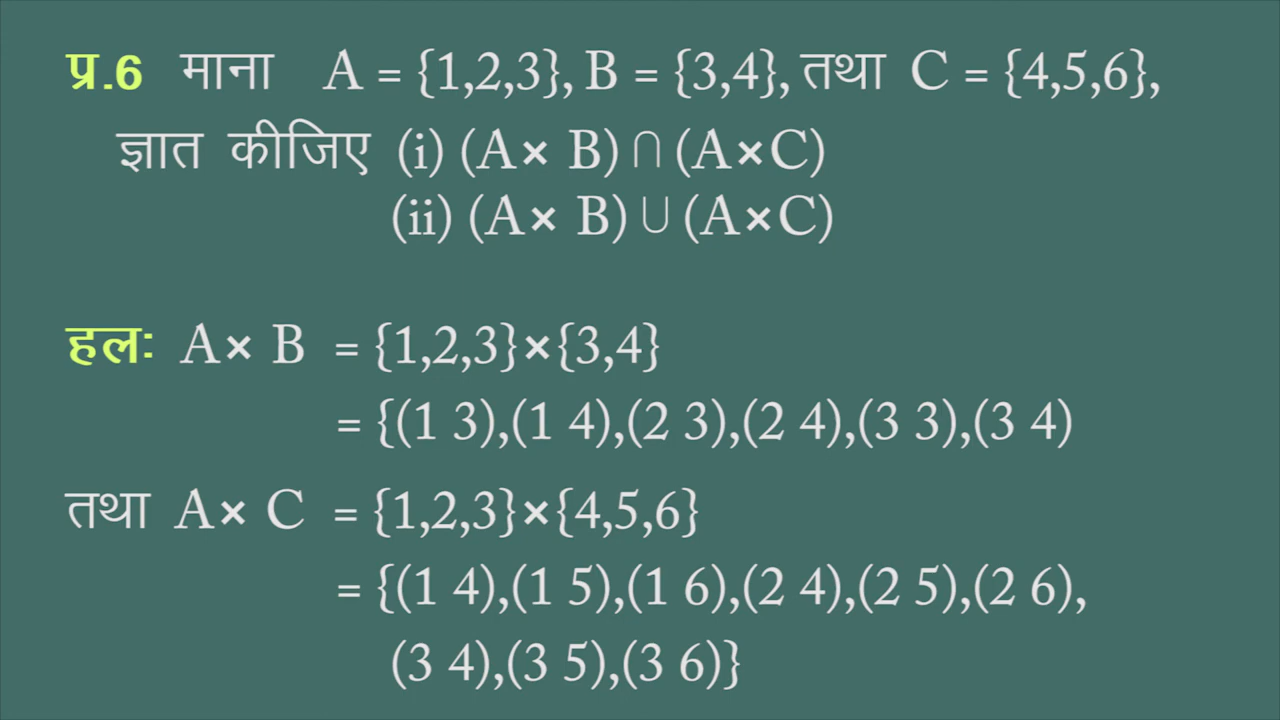 प्र.6 माना A = {1,2,3}, B = {3,4}, तथा C = {4,5,6},
ज्ञात कीजिए (i) (A× B)∩(A×C)
(ii) (A× B)∪(A×C)
हलः A× B = {1,2,3}×{3,4}
= {(1 3),(1 4),(2 3),(2 4),(3 3),(3 4)
तथा A× C = {1,2,3}×{4,5,6}
= {(1 4),(1 5),(1 6),(2 4),(2 5),(2 6),
(3 4),(3 5),(3 6)}